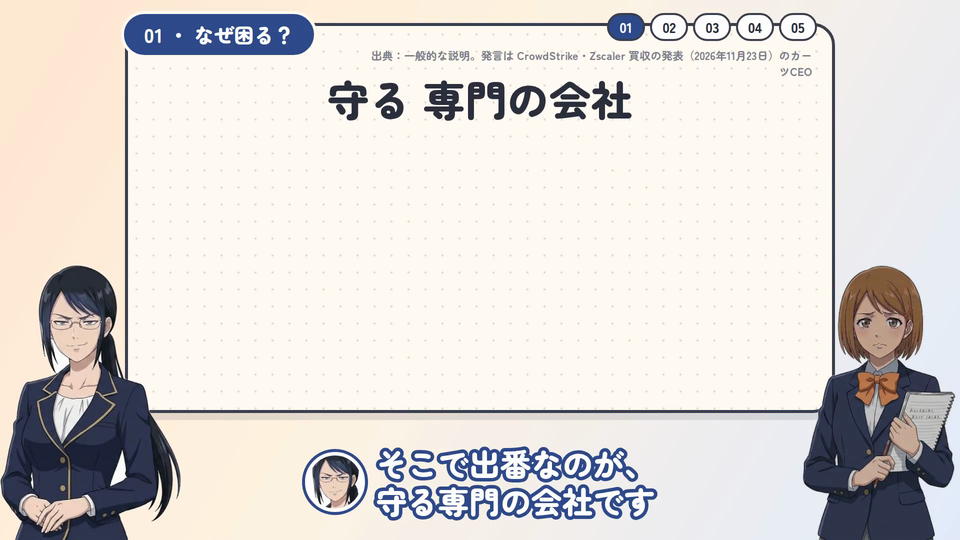 01 ・ なぜ困る？
01 02 03 04 05
出典：一般的な説明。発言は CrowdStrike・Zscaler 買収の発表（2026年11月23日）のカー
ツCEO
守る 専門の会社
そこで出番なのが、
守る専門の会社です